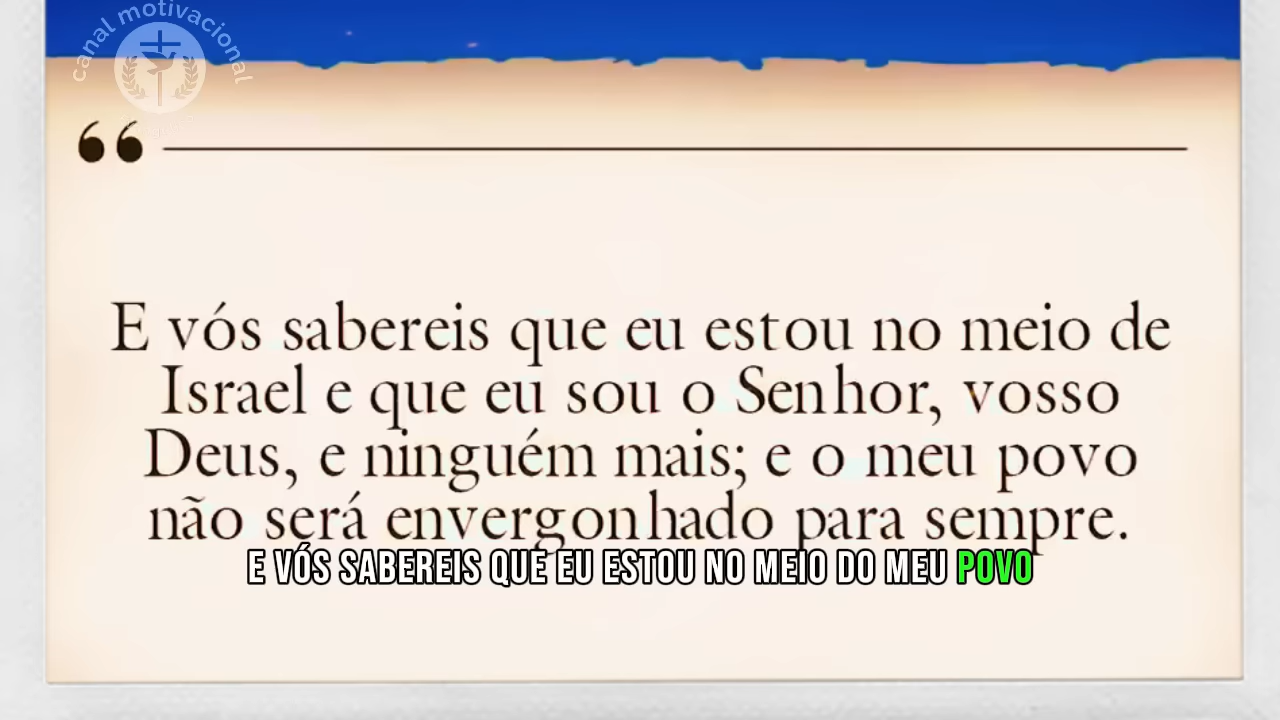 canal motivacional
“
E vós sabereis que eu estou no meio de
Israel e que eu sou o Senhor, vosso
Deus, e ninguém mais; e o meu povo
não será envergonhado para sempre.
E VÓS SABEREIS QUE EU ESTOU NO MEIO DO MEU POVO